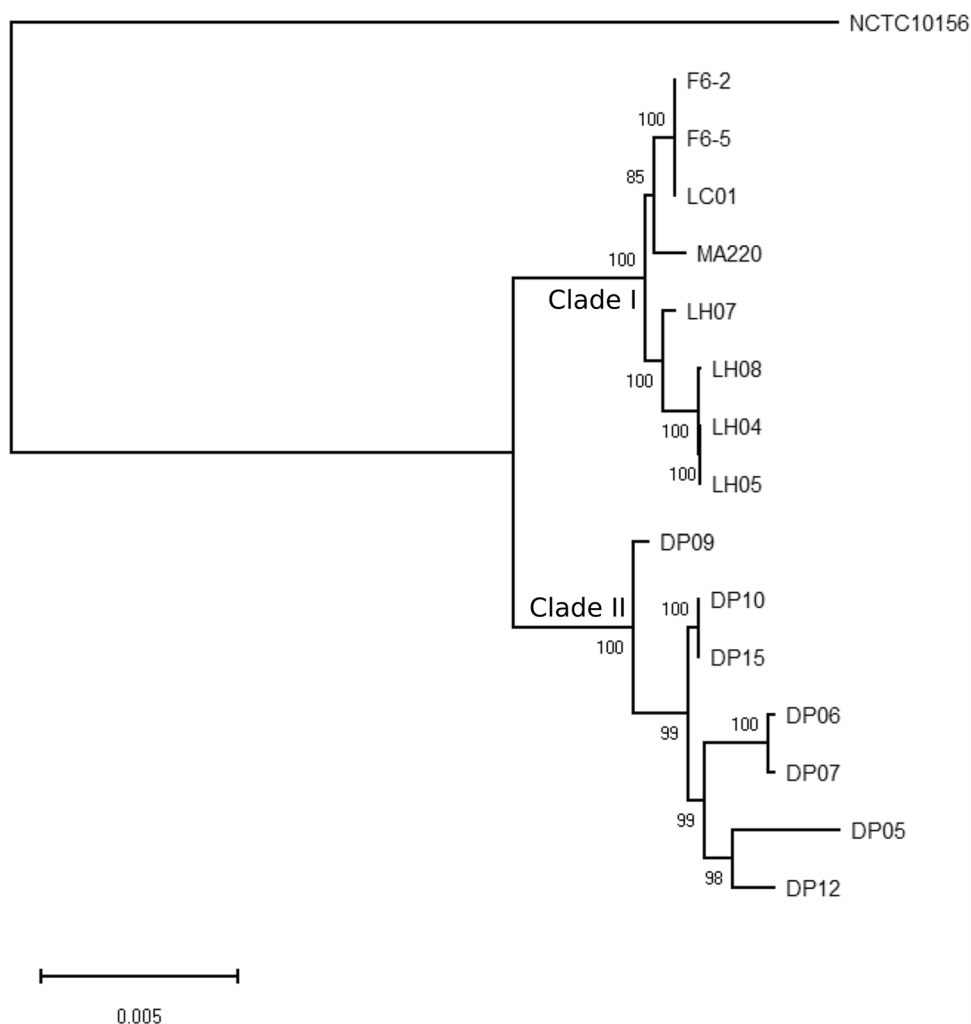 NCTC10156
F6-2
100
F6-5
85
LC01
MA220
100
Clade I
LH07
LH08
100
LH04
100
100
LH05
DP09
DP10
Clade II
100
100
DP15
DP06
99
100
DP07
99
DP05
98
DP12
0.005